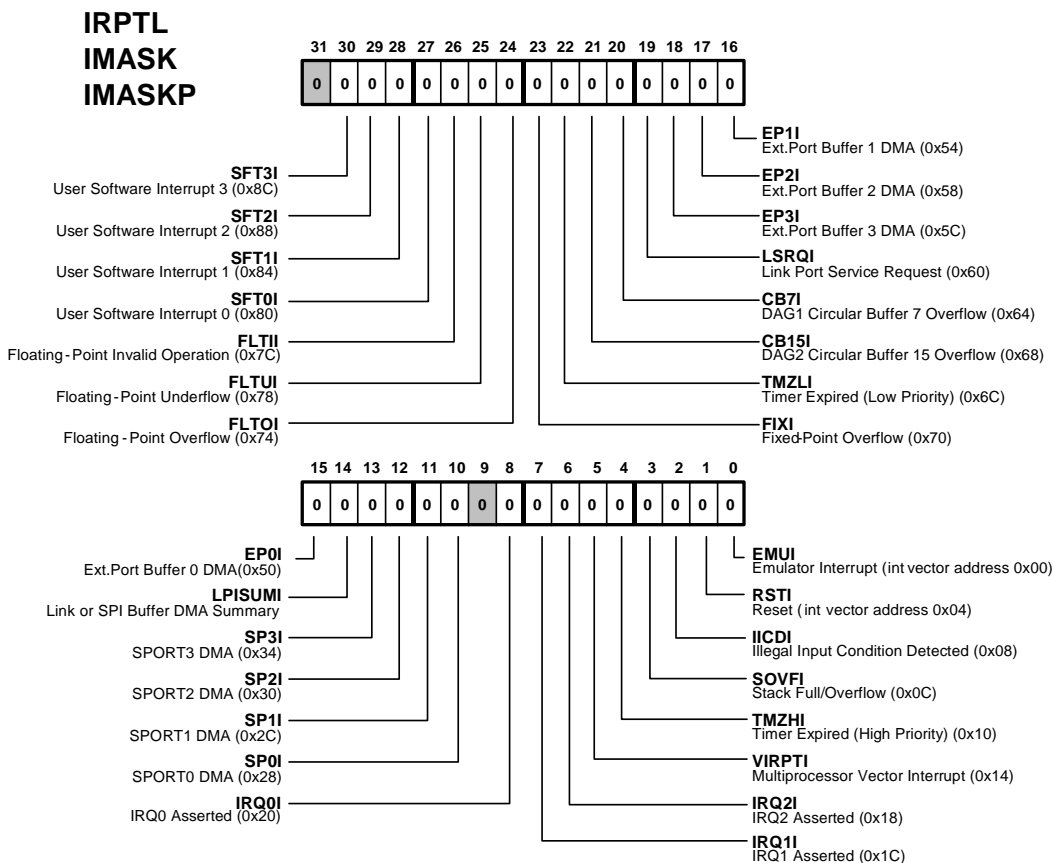 IRPTL
IMASK
IMASKP
31 30 29 28 27 26 25 24 23 22 21 20 19 18 17 16
0 0 0 0 0 0 0 0 0 0 0 0 0 0 0 0
SFT3I
User Software Interrupt 3 (0x8C)
SFT2I
User Software Interrupt 2 (0x88)
SFT1I
User Software Interrupt 1 (0x84)
SFT0I
User Software Interrupt 0 (0x80)
FLTII
Floating-Point Invalid Operation (0x7C)
FLTUI
Floating-Point Underflow (0x78)
FLTOI
Floating-Point Overflow (0x74)
EP1I
Ext.Port Buffer 1 DMA (0x54)
EP2I
Ext.Port Buffer 2 DMA (0x58)
EP3I
Ext.Port Buffer 3 DMA (0x5C)
LSRQI
Link Port Service Request (0x60)
CB7I
DAG1 Circular Buffer 7 Overflow (0x64)
CB15I
DAG2 Circular Buffer 15 Overflow (0x68)
TMZLI
Timer Expired (Low Priority) (0x6C)
FIXI
Fixed-Point Overflow (0x70)
15 14 13 12 11 10 9 8 7 6 5 4 3 2 1 0
0 0 0 0 0 0 0 0 0 0 0 0 0 0 0 0
EP0I
Ext.Port Buffer 0 DMA(0x50)
LPISUMI
Link or SPI Buffer DMA Summary
SP3I
SPORT3 DMA (0x34)
SP2I
SPORT2 DMA (0x30)
SP1I
SPORT1 DMA (0x2C)
SP0I
SPORT0 DMA (0x28)
IRQ0I
IRQ0 Asserted (0x20)
EMUI
Emulator Interrupt (int vector address 0x00)
RSTI
Reset (int vector address 0x04)
IICDI
Illegal Input Condition Detected (0x08)
SOVFI
Stack Full/Overflow (0x0C)
TMZHI
Timer Expired (High Priority) (0x10)
VIRPTI
Multiprocessor Vector Interrupt (0x14)
IRQ2I
IRQ2 Asserted (0x18)
IRQ1I
IRQ1 Asserted (0x1C)